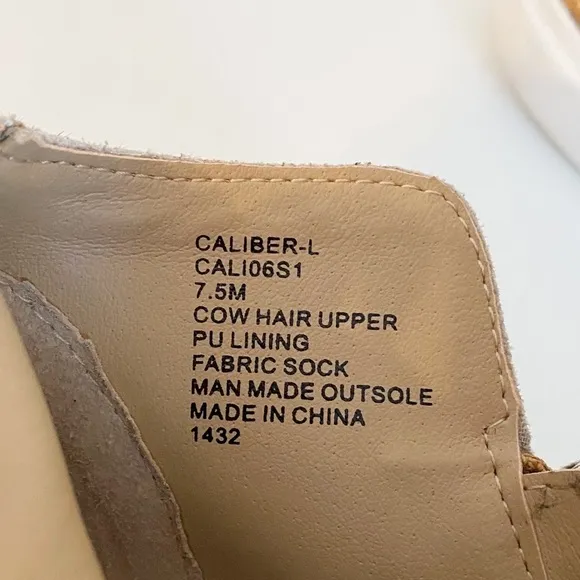 CALIBER-L
CALI06S1
7.5M
COW HAIR UPPER
PU LINING
FABRIC SOCK
MAN MADE OUTSOLE
MADE IN CHINA
1432